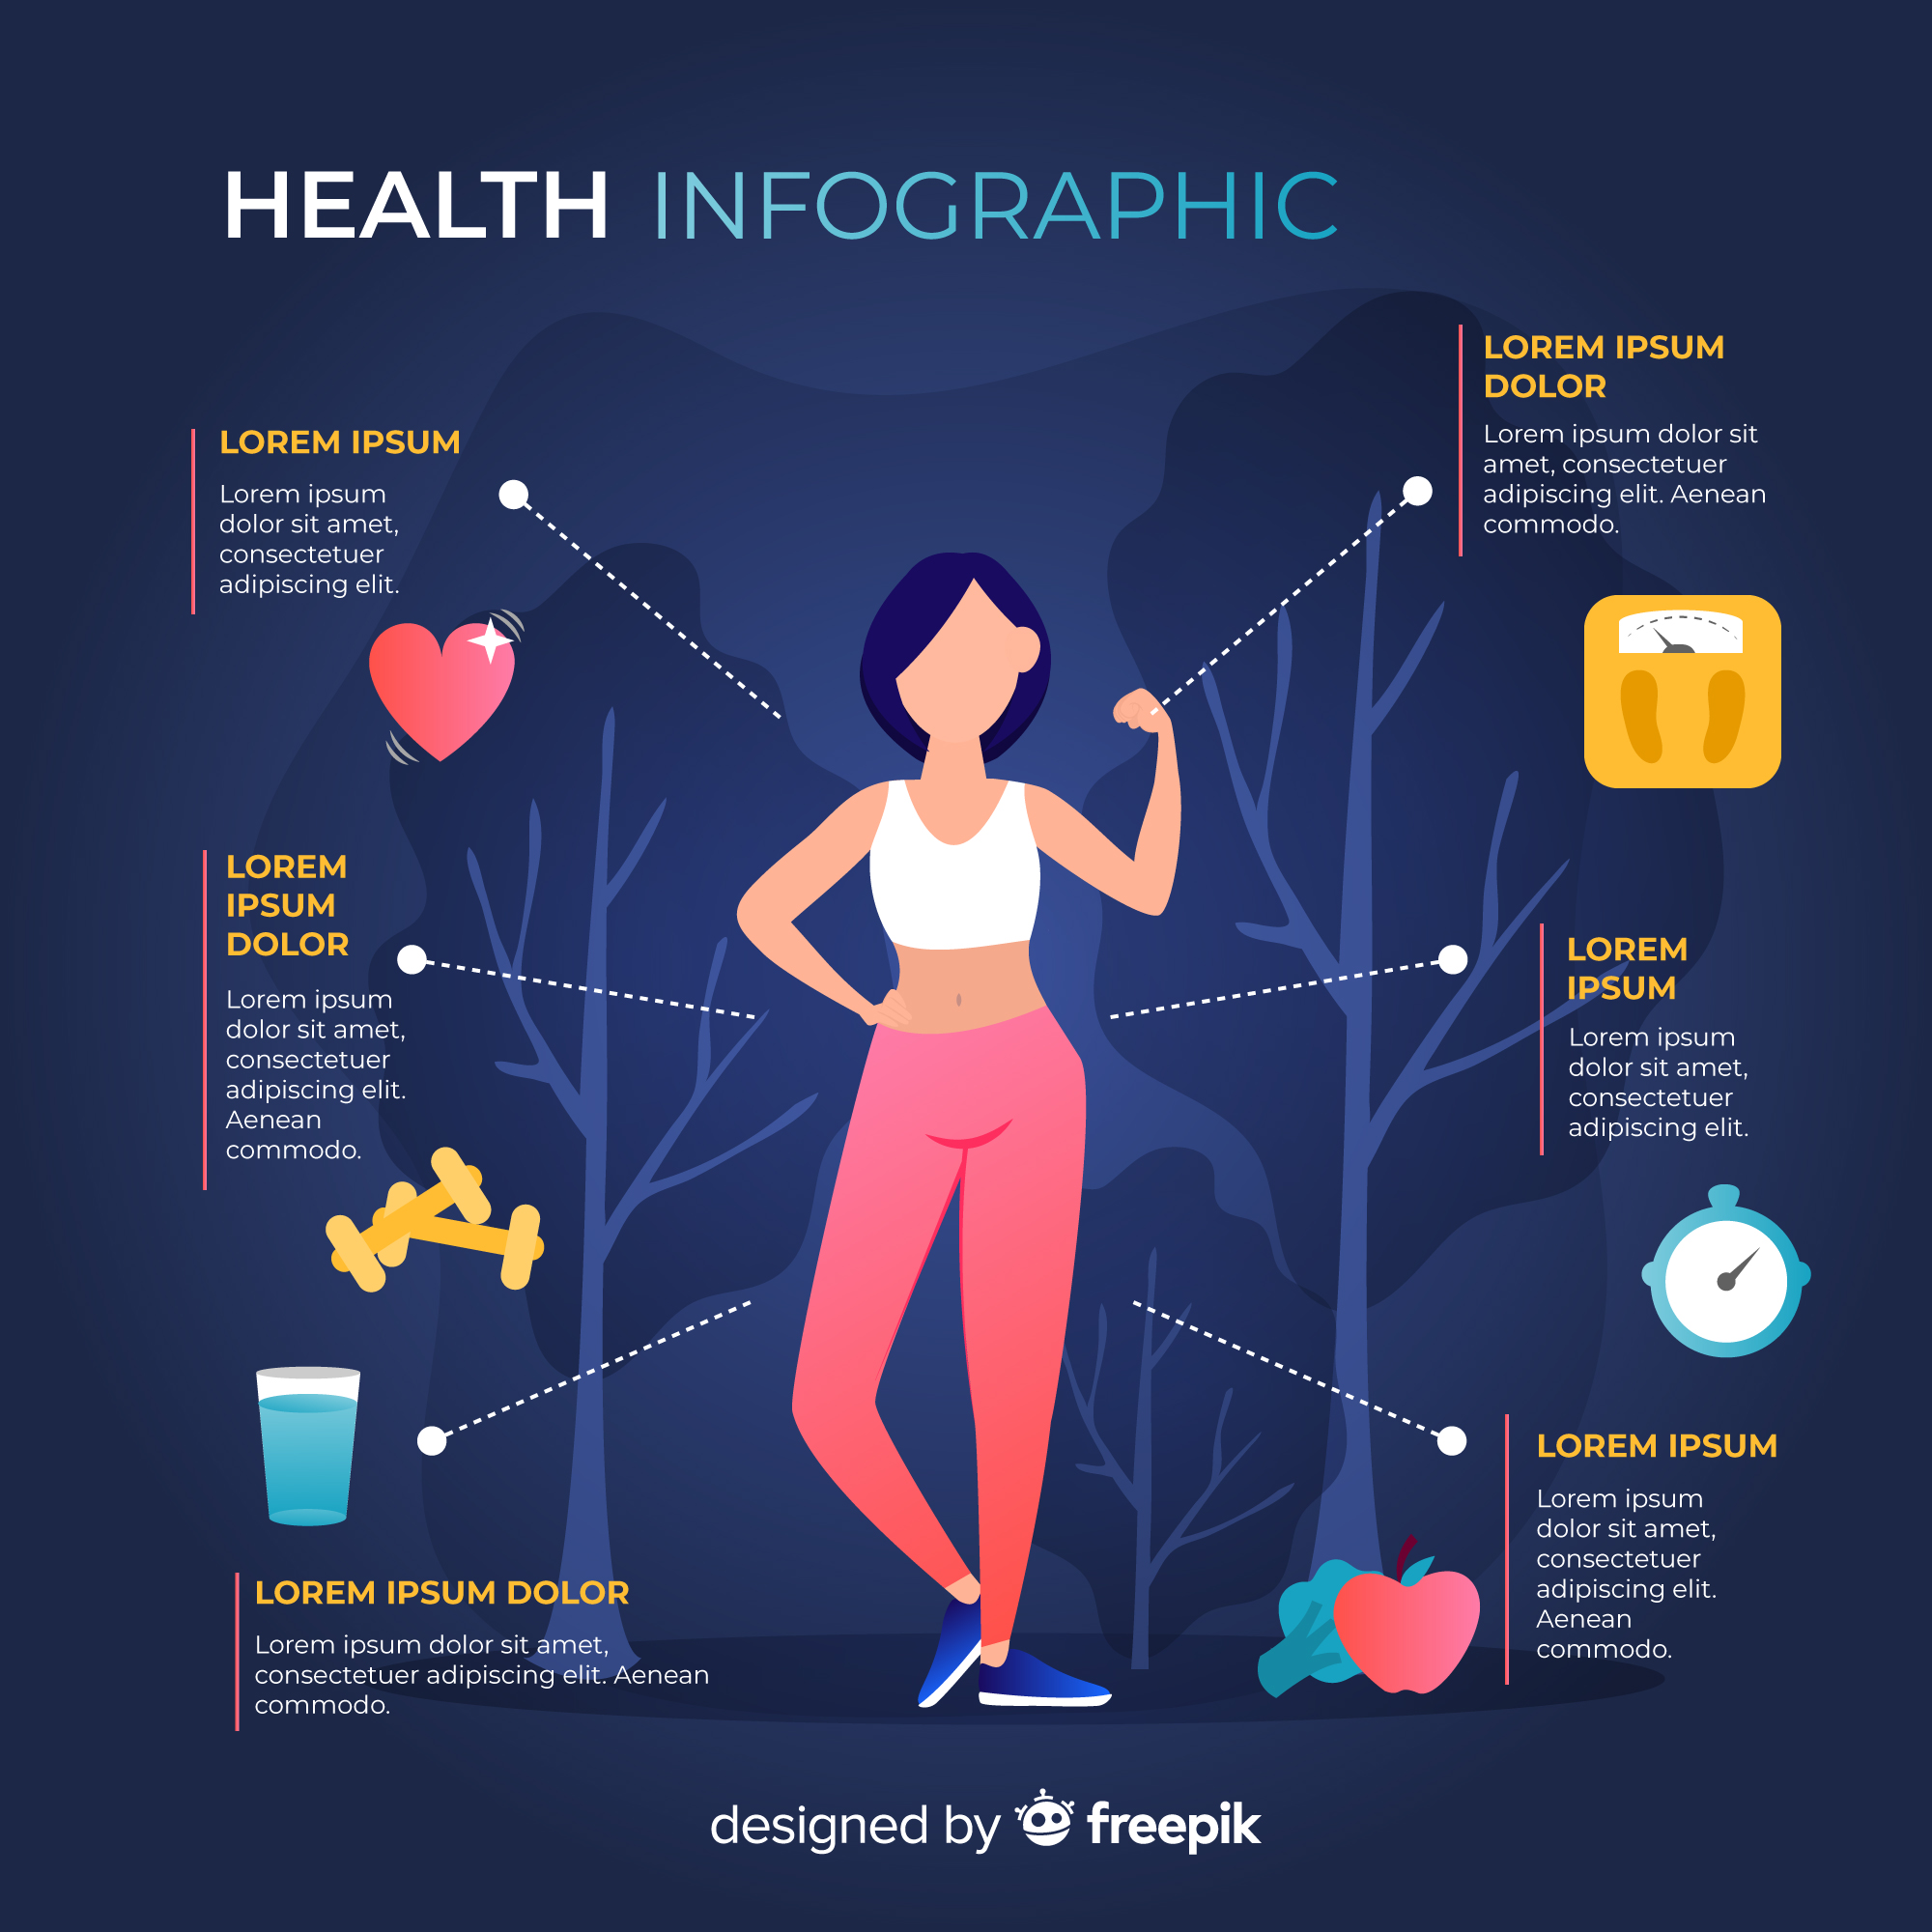 HEALTH INFOGRAPHIC
LOREM IPSUM
Lorem ipsum
dolor sit amet,
consectetuer
adipiscing elit.
LOREM IPSUM
DOLOR
Lorem ipsum dolor sit
amet, consectetuer
adipiscing elit. Aenean
commodo.
LOREM
IPSUM
DOLOR
Lorem ipsum
dolor sit amet,
consectetuer
adipiscing elit.
Aenean
commodo.
LOREM
IPSUM
Lorem ipsum
dolor sit amet,
consectetuer
adipiscing elit.
LOREM IPSUM DOLOR
Lorem ipsum dolor sit amet,
consectetuer adipiscing elit. Aenean
commodo.
LOREM IPSUM
Lorem ipsum
dolor sit amet,
consectetuer
adipiscing elit.
Aenean
commodo.
designed by freepik